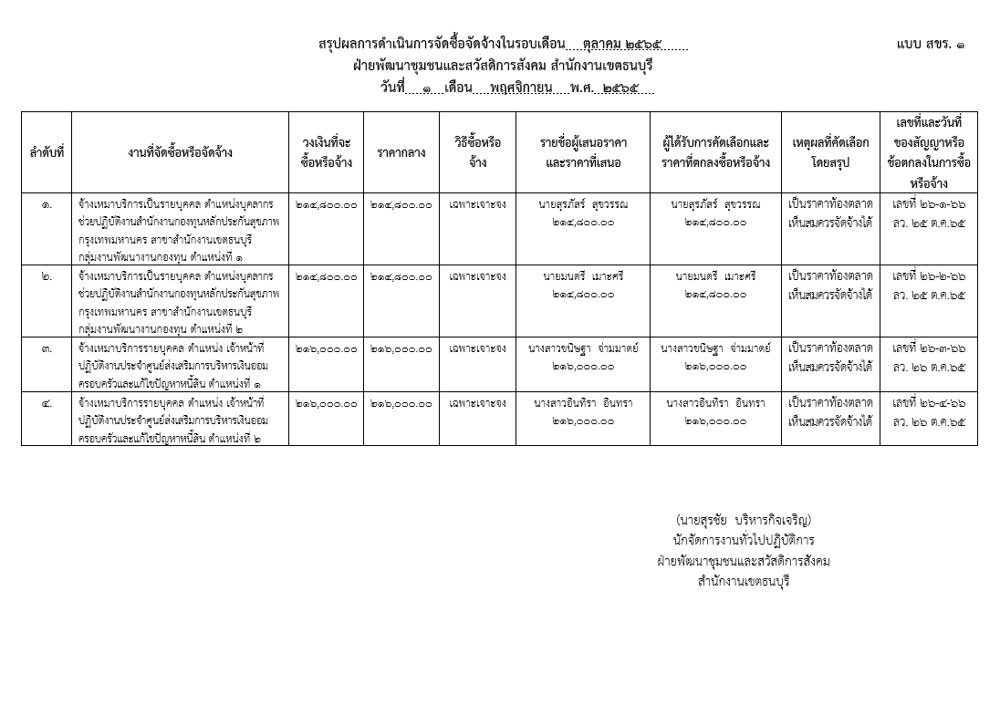 สรุปผลการดำเนินการจัดซื้อจัดจ้างในรอบเดือน ตุลาคม ๒๕๖๕
แบบ สขร. ๑
ฝ่ายพัฒนาชุมชนและสวัสดิการสังคม สำนักงานเขตธนบุรี
วันที่ ๑ เดือน พฤศจิกายน พ.ศ. ๒๕๖๕
ลำดับที่ งานที่จัดซื้อหรือจัดจ้าง วงเงินที่จะซื้อหรือจ้าง ราคากลาง วิธีซื้อหรือจ้าง รายชื่อผู้เสนอราคาและราคาที่เสนอ ผู้ได้รับการคัดเลือกและราคาที่ตกลงซื้อหรือจ้าง เหตุผลที่คัดเลือกโดยสรุป เลขที่และวันที่ของสัญญาหรือข้อตกลงในการซื้อหรือจ้าง
๑. จ้างเหมาบริการเป็นรายบุคคล ตำแหน่งบุคลากร ๒๑๔,๘๐๐.๐๐ ๒๑๔,๘๐๐.๐๐ เฉพาะเจาะจง นายสุรภัสร์ สุขวรรณ นายสุรภัสร์ สุขวรรณ เป็นราคาท้องตลาด เลขที่ ๒๖-๑-๖๖
ช่วยปฏิบัติงานสำนักงานกองทุนหลักประกันสุขภาพ ๒๑๔,๘๐๐.๐๐ ๒๑๔,๘๐๐.๐๐ เห็นสมควรจัดจ้างได้ ลว. ๒๕ ต.ค.๖๕
กรุงเทพมหานคร สาขาสำนักงานเขตธนบุรี
กลุ่มงานพัฒนางานกองทุน ตำแหน่งที่ ๑
๒. จ้างเหมาบริการเป็นรายบุคคล ตำแหน่งบุคลากร ๒๑๔,๘๐๐.๐๐ ๒๑๔,๘๐๐.๐๐ เฉพาะเจาะจง นายมนตรี เมาะศรี นายมนตรี เมาะศรี เป็นราคาท้องตลาด เลขที่ ๒๖-๒-๖๖
ช่วยปฏิบัติงานสำนักงานกองทุนหลักประกันสุขภาพ ๒๑๔,๘๐๐.๐๐ ๒๑๔,๘๐๐.๐๐ เห็นสมควรจัดจ้างได้ ลว. ๒๕ ต.ค.๖๕
กรุงเทพมหานคร สาขาสำนักงานเขตธนบุรี
กลุ่มงานพัฒนางานกองทุน ตำแหน่งที่ ๒
๓. จ้างเหมาบริการรายบุคคล ตำแหน่ง เจ้าหน้าที่ ๒๑๖,๐๐๐.๐๐ ๒๑๖,๐๐๐.๐๐ เฉพาะเจาะจง นางสาวขนิษฐา จ่ามมาตย์ นางสาวขนิษฐา จ่ามมาตย์ เป็นราคาท้องตลาด เลขที่ ๒๖-๓-๖๖
ปฏิบัติงานประจำศูนย์ส่งเสริมการบริหารเงินออม ๒๑๖,๐๐๐.๐๐ ๒๑๖,๐๐๐.๐๐ เห็นสมควรจัดจ้างได้ ลว. ๒๖ ต.ค.๖๕
ครอบครัวและแก้ไขปัญหาหนี้สิน ตำแหน่งที่ ๑
๔. จ้างเหมาบริการรายบุคคล ตำแหน่ง เจ้าหน้าที่ ๒๑๖,๐๐๐.๐๐ ๒๑๖,๐๐๐.๐๐ เฉพาะเจาะจง นางสาวอินทิรา อินทรา นางสาวอินทิรา อินทรา เป็นราคาท้องตลาด เลขที่ ๒๖-๔-๖๖
ปฏิบัติงานประจำศูนย์ส่งเสริมการบริหารเงินออม ๒๑๖,๐๐๐.๐๐ ๒๑๖,๐๐๐.๐๐ เห็นสมควรจัดจ้างได้ ลว. ๒๖ ต.ค.๖๕
ครอบครัวและแก้ไขปัญหาหนี้สิน ตำแหน่งที่ ๒
(นายสุรชัย บริหารกิจเจริญ)
นักจัดการงานทั่วไปปฏิบัติการ
ฝ่ายพัฒนาชุมชนและสวัสดิการสังคม
สำนักงานเขตธนบุรี